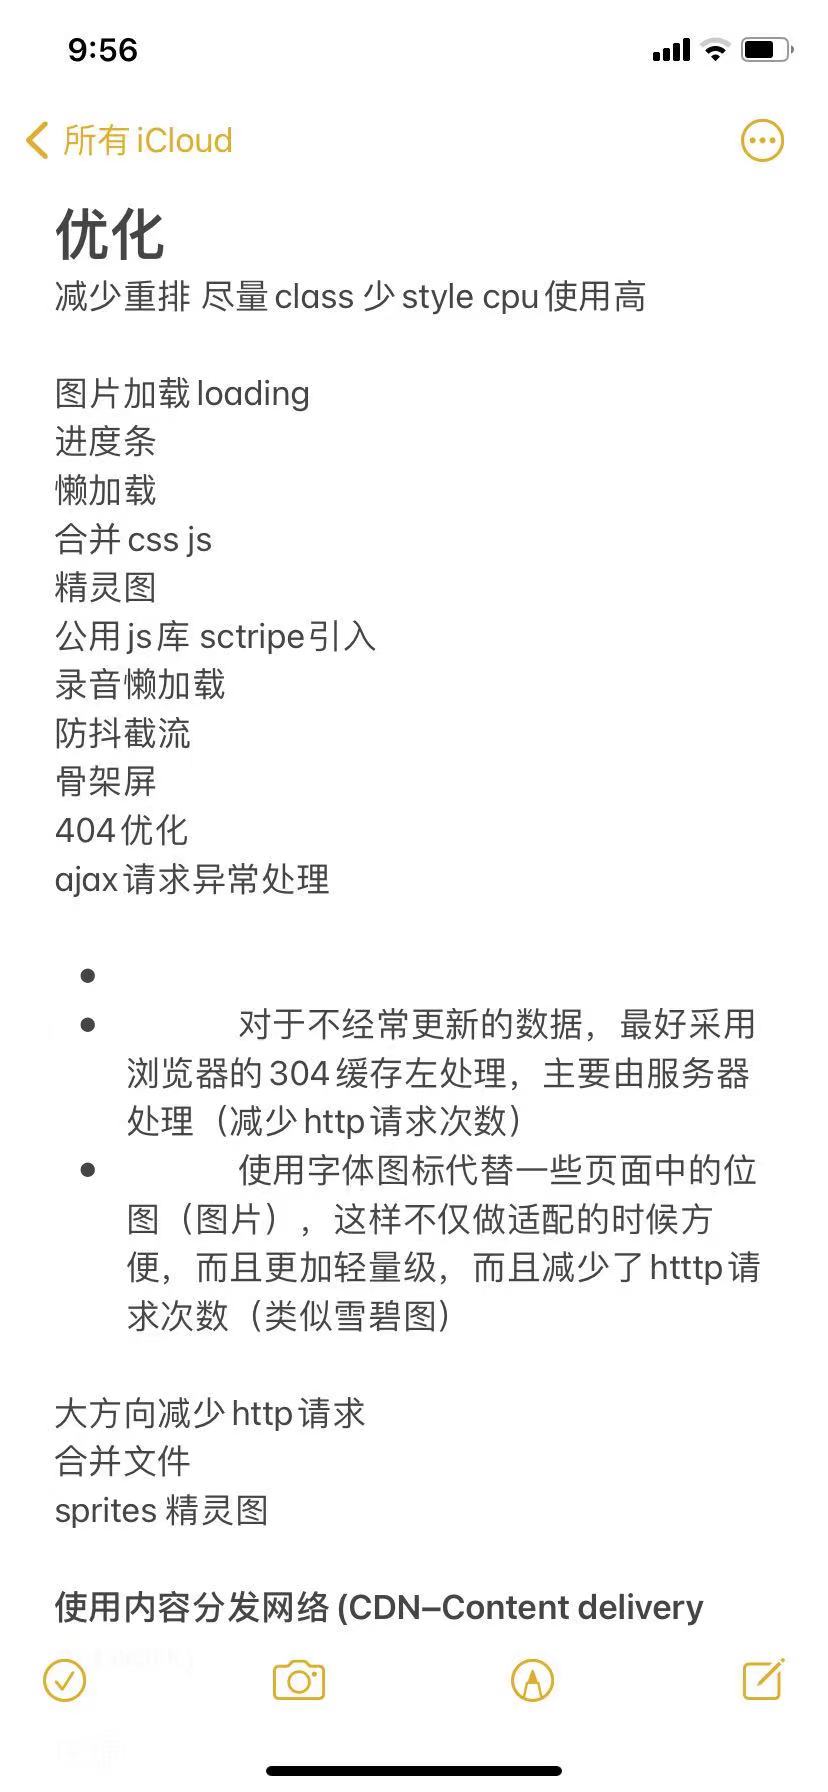 9:56
所有 iCloud
优化
减少重排 尽量class 少style cpu使用高
图片加载loading
进度条
懒加载
合并css js
精灵图
公用js库 sctripe引入
录音懒加载
防抖截流
骨架屏
404优化
ajax请求异常处理
对于不经常更新的数据，最好采用
浏览器的304缓存左处理，主要由服务器
处理（减少http请求次数）
使用字体图标代替一些页面中的位
图（图片），这样不仅做适配的时候方
便，而且更加轻量级，而且减少了htttp请
求次数（类似雪碧图）
大方向减少http请求
合并文件
sprites 精灵图
使用内容分发网络(CDN–Content delivery